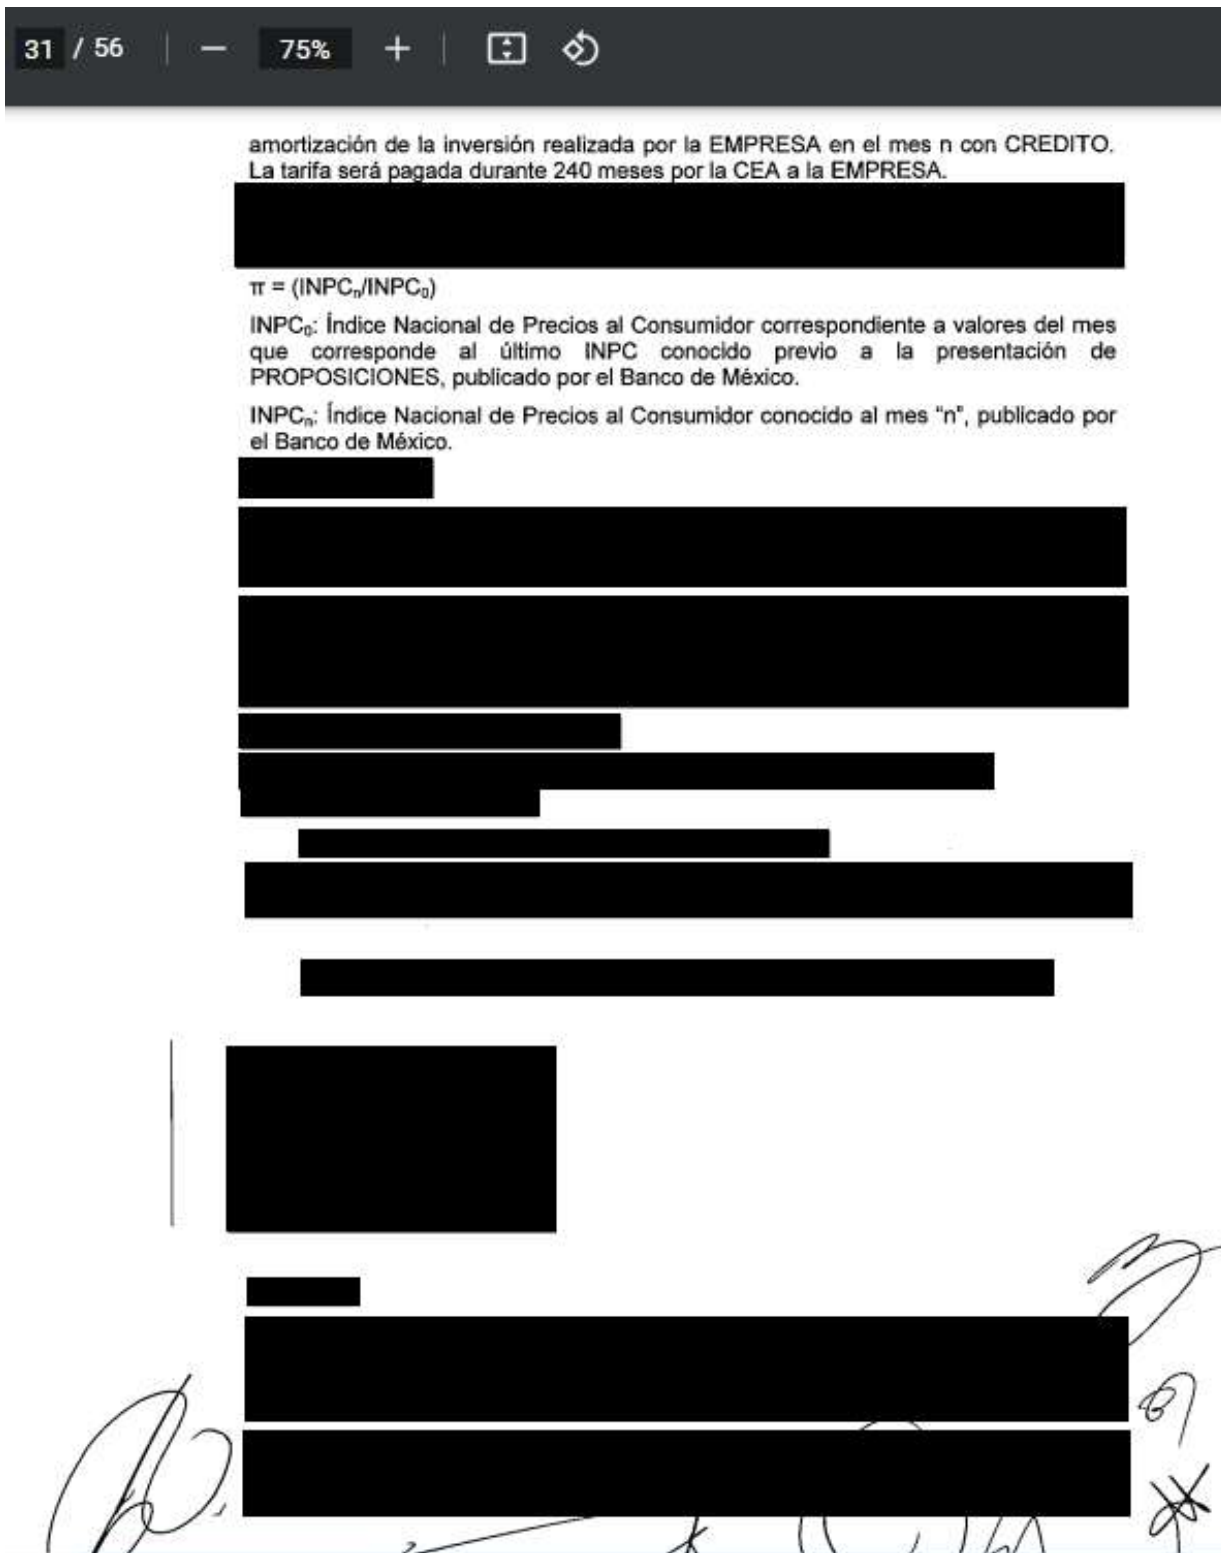 31 / 56 | — 75% + |
amortización de la inversión realizada por la EMPRESA en el mes n con CREDITO.
La tarifa será pagada durante 240 meses por la CEA a la EMPRESA.
π = (INPCₙ/INPC₀)
INPC₀: Índice Nacional de Precios al Consumidor correspondiente a valores del mes
que corresponde al último INPC conocido previo a la presentación de
PROPOSICIONES, publicado por el Banco de México.
INPCₙ: Índice Nacional de Precios al Consumidor conocido al mes “n”, publicado por
el Banco de México.